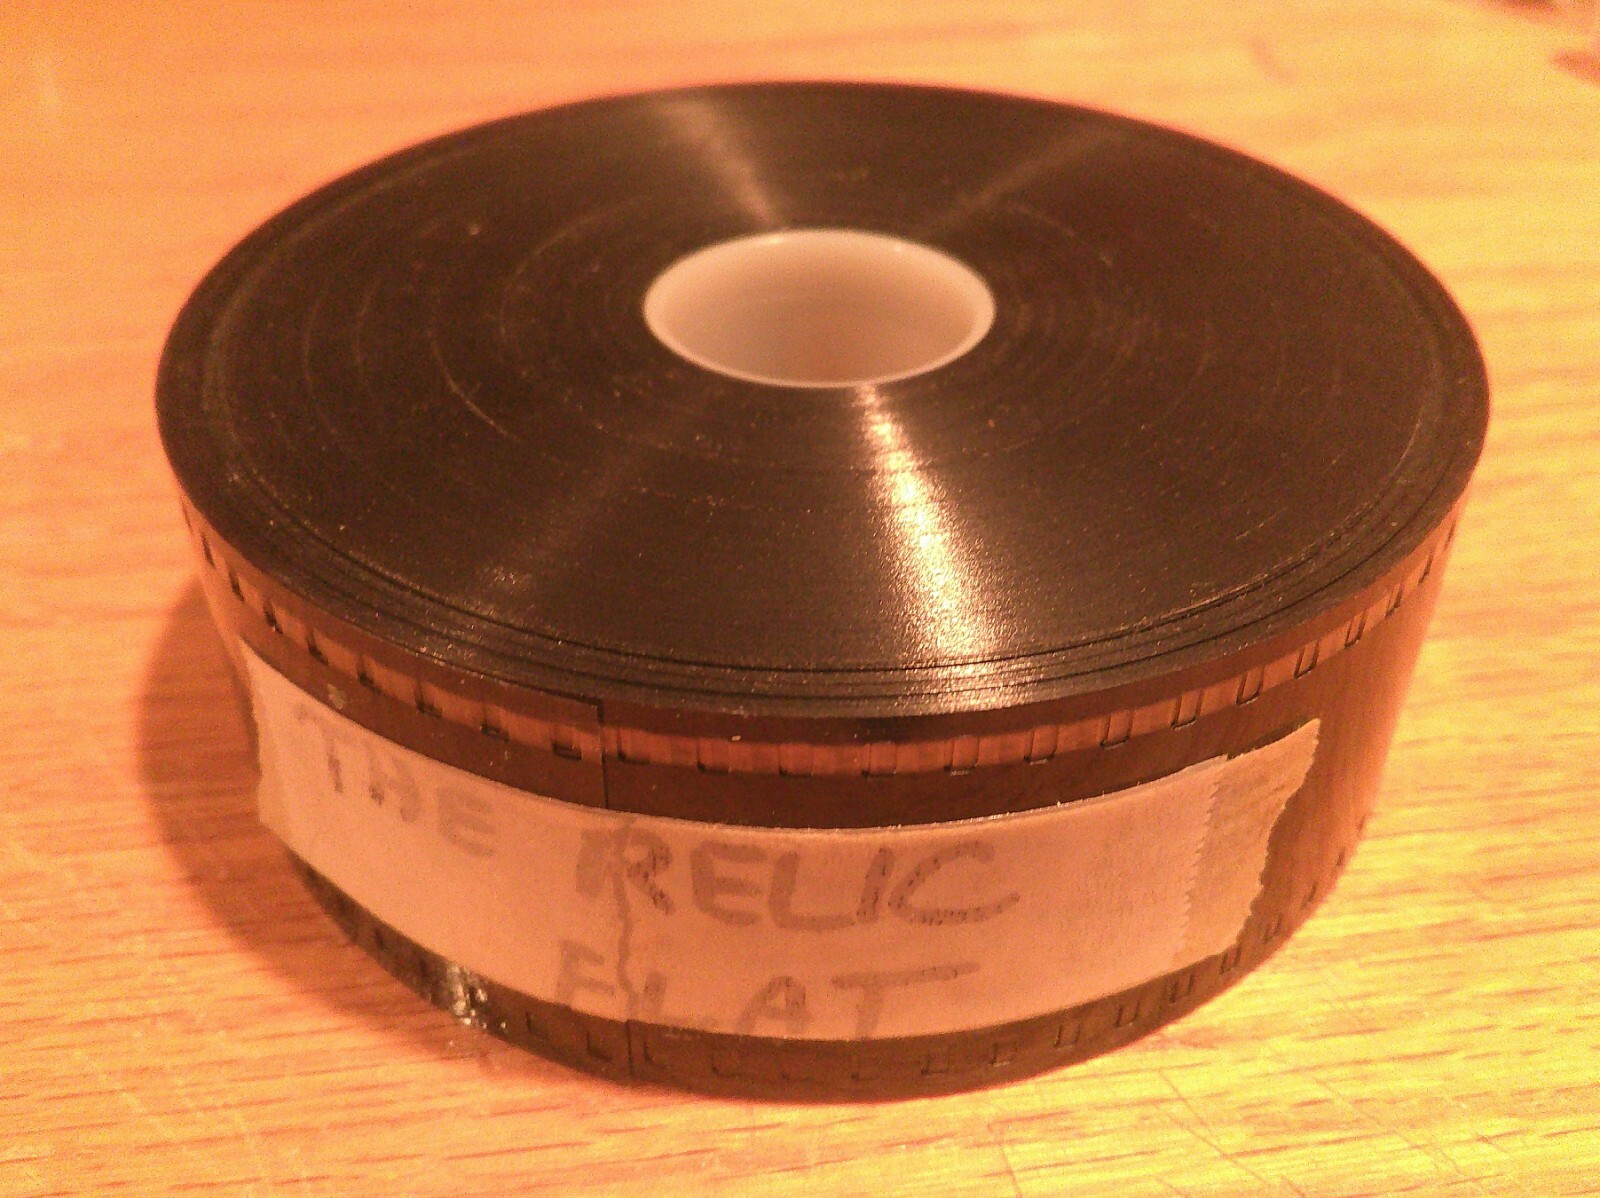 THE RELIC
FLAT